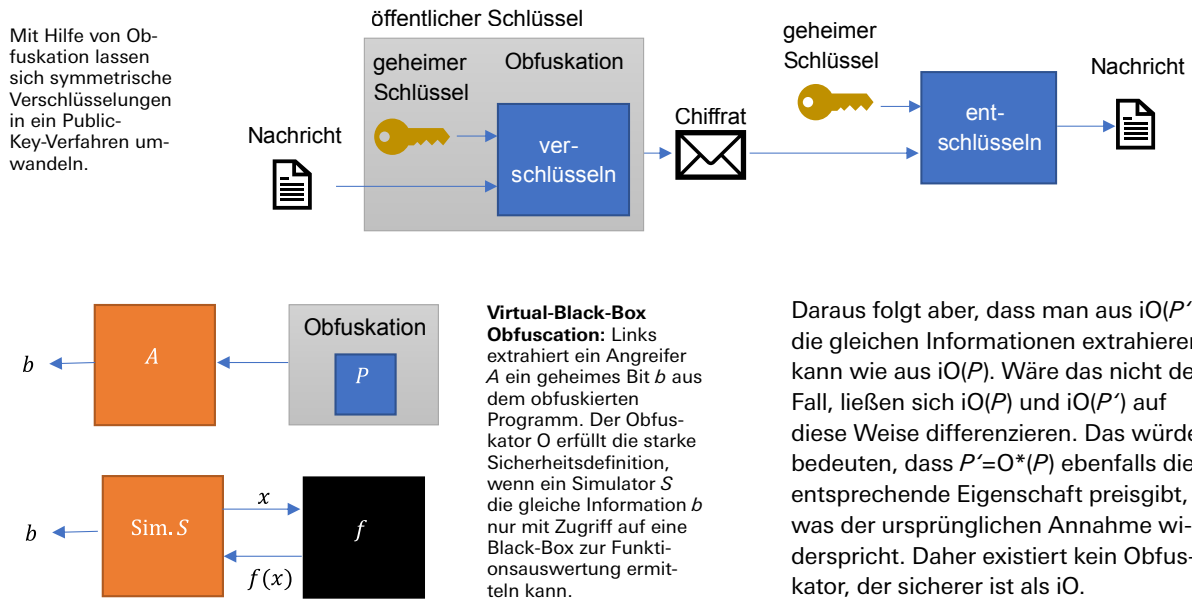 Mit Hilfe von Ob-
fuskation lassen
sich symmetrische
Verschlüsselungen
in ein Public-
Key-Verfahren um-
wandeln.
öffentlicher Schlüssel
geheimer
Schlüssel
Obfuskation
Nachricht
ver-
schlüsseln
Chiffrat
geheimer
Schlüssel
ent-
schlüsseln
Nachricht
b
A
Obfuskation
P
b
Sim. S
x
f(x)
f
Virtual-Black-Box
Obfuscation: Links
extrahiert ein Angreifer
A ein geheimes Bit b aus
dem obfuskierten
Programm. Der Obfus-
kator O erfüllt die starke
Sicherheitsdefinition,
wenn ein Simulator S
die gleiche Information b
nur mit Zugriff auf eine
Black-Box zur Funkti-
onsauswertung ermit-
teln kann.
Daraus folgt aber, dass man aus iO(P′
die gleichen Informationen extrahieren
kann wie aus iO(P). Wäre das nicht de
Fall, ließen sich iO(P) und iO(P′) auf
diese Weise differenzieren. Das würde
bedeuten, dass P′=O*(P) ebenfalls die
entsprechende Eigenschaft preisgibt,
was der ursprünglichen Annahme wi-
derspricht. Daher existiert kein Obfus-
kator, der sicherer ist als iO.